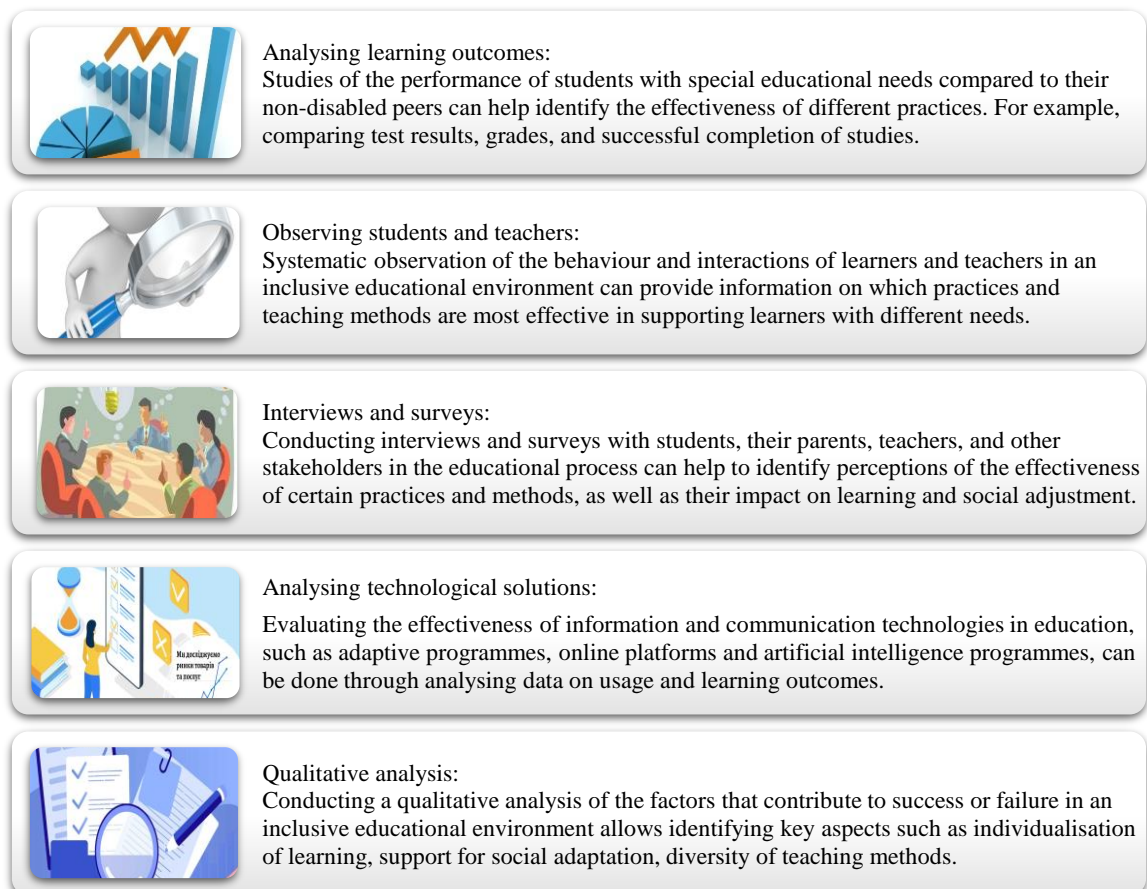 Analysing learning outcomes:
Studies of the performance of students with special educational needs compared to their
non-disabled peers can help identify the effectiveness of different practices. For example,
comparing test results, grades, and successful completion of studies.
Observing students and teachers:
Systematic observation of the behaviour and interactions of learners and teachers in an
inclusive educational environment can provide information on which practices and
teaching methods are most effective in supporting learners with different needs.
Interviews and surveys:
Conducting interviews and surveys with students, their parents, teachers, and other
stakeholders in the educational process can help to identify perceptions of the effectiveness
of certain practices and methods, as well as their impact on learning and social adjustment.
Ми досліджуємо
ринки товарів
та послуг
Analysing technological solutions:
Evaluating the effectiveness of information and communication technologies in education,
such as adaptive programmes, online platforms and artificial intelligence programmes, can
be done through analysing data on usage and learning outcomes.
Qualitative analysis:
Conducting a qualitative analysis of the factors that contribute to success or failure in an
inclusive educational environment allows identifying key aspects such as individualisation
of learning, support for social adaptation, diversity of teaching methods.